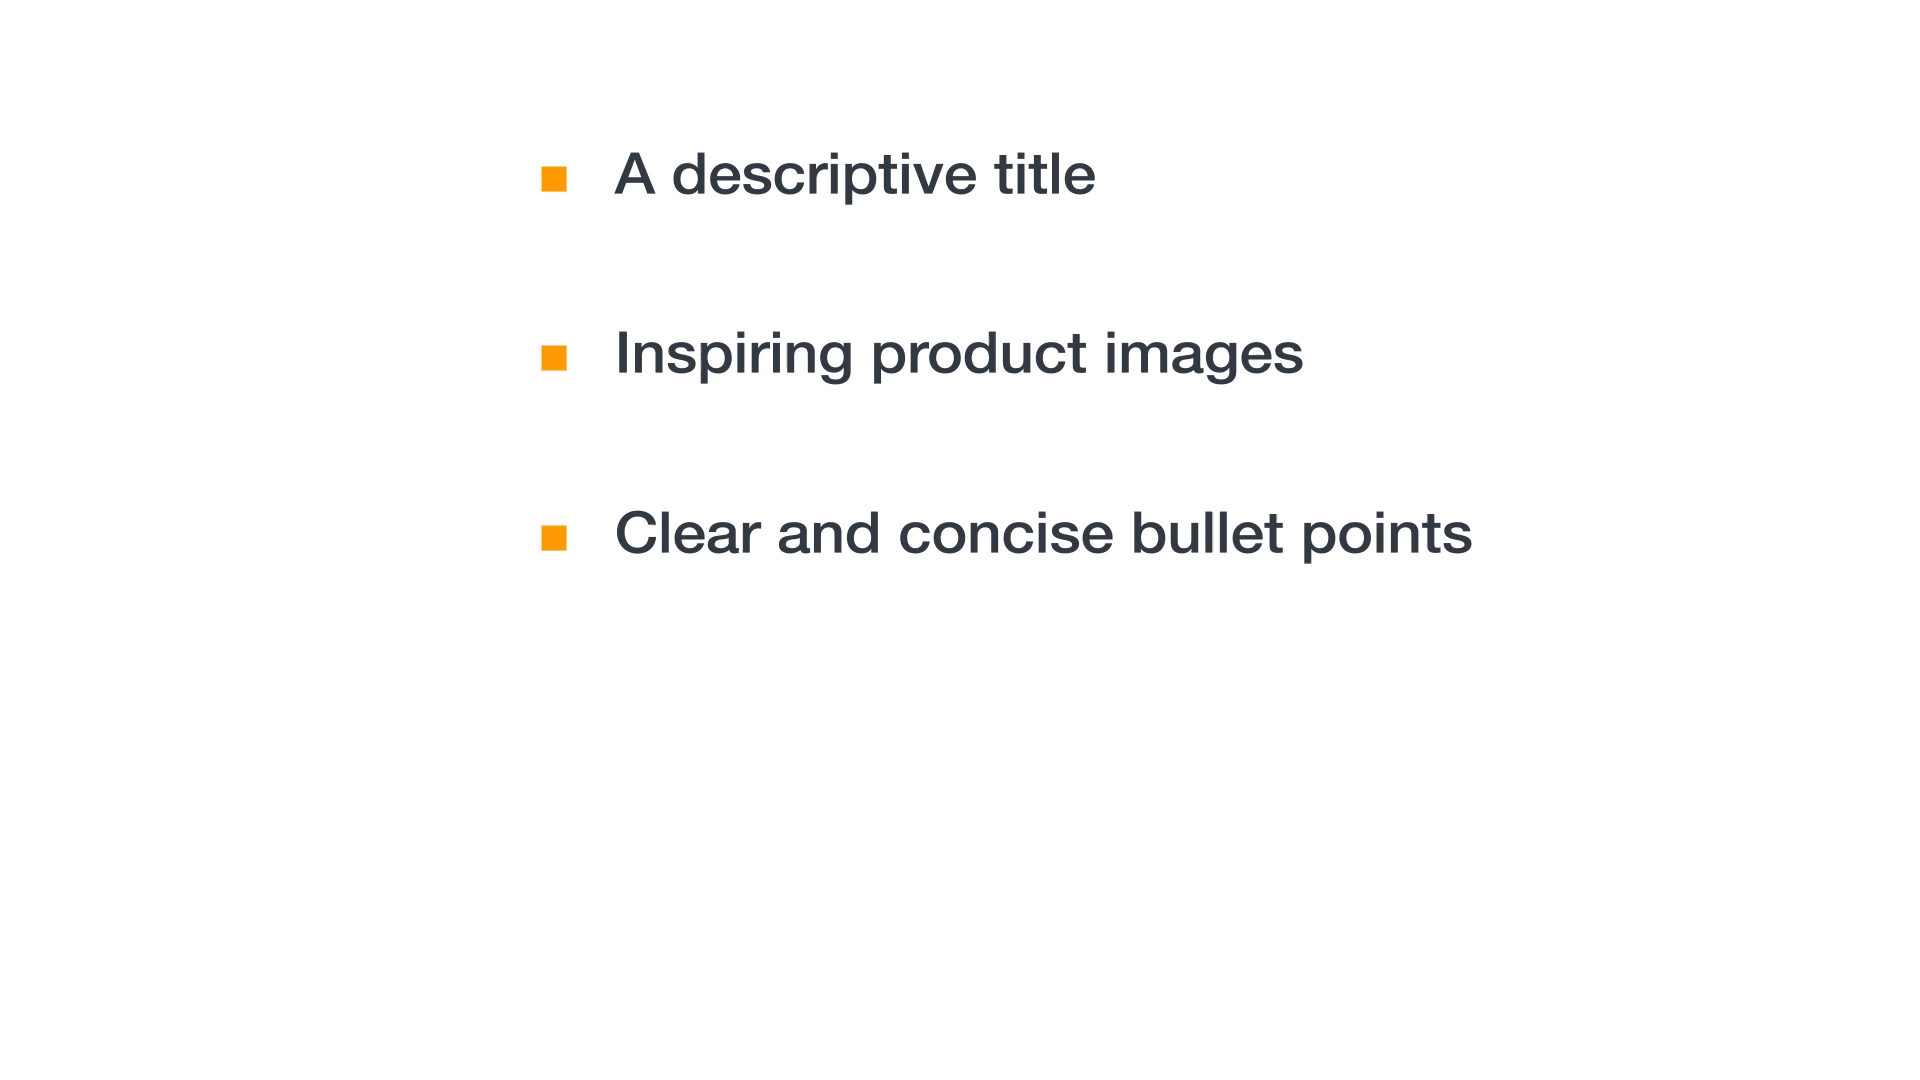 A descriptive title
Inspiring product images
Clear and concise bullet points